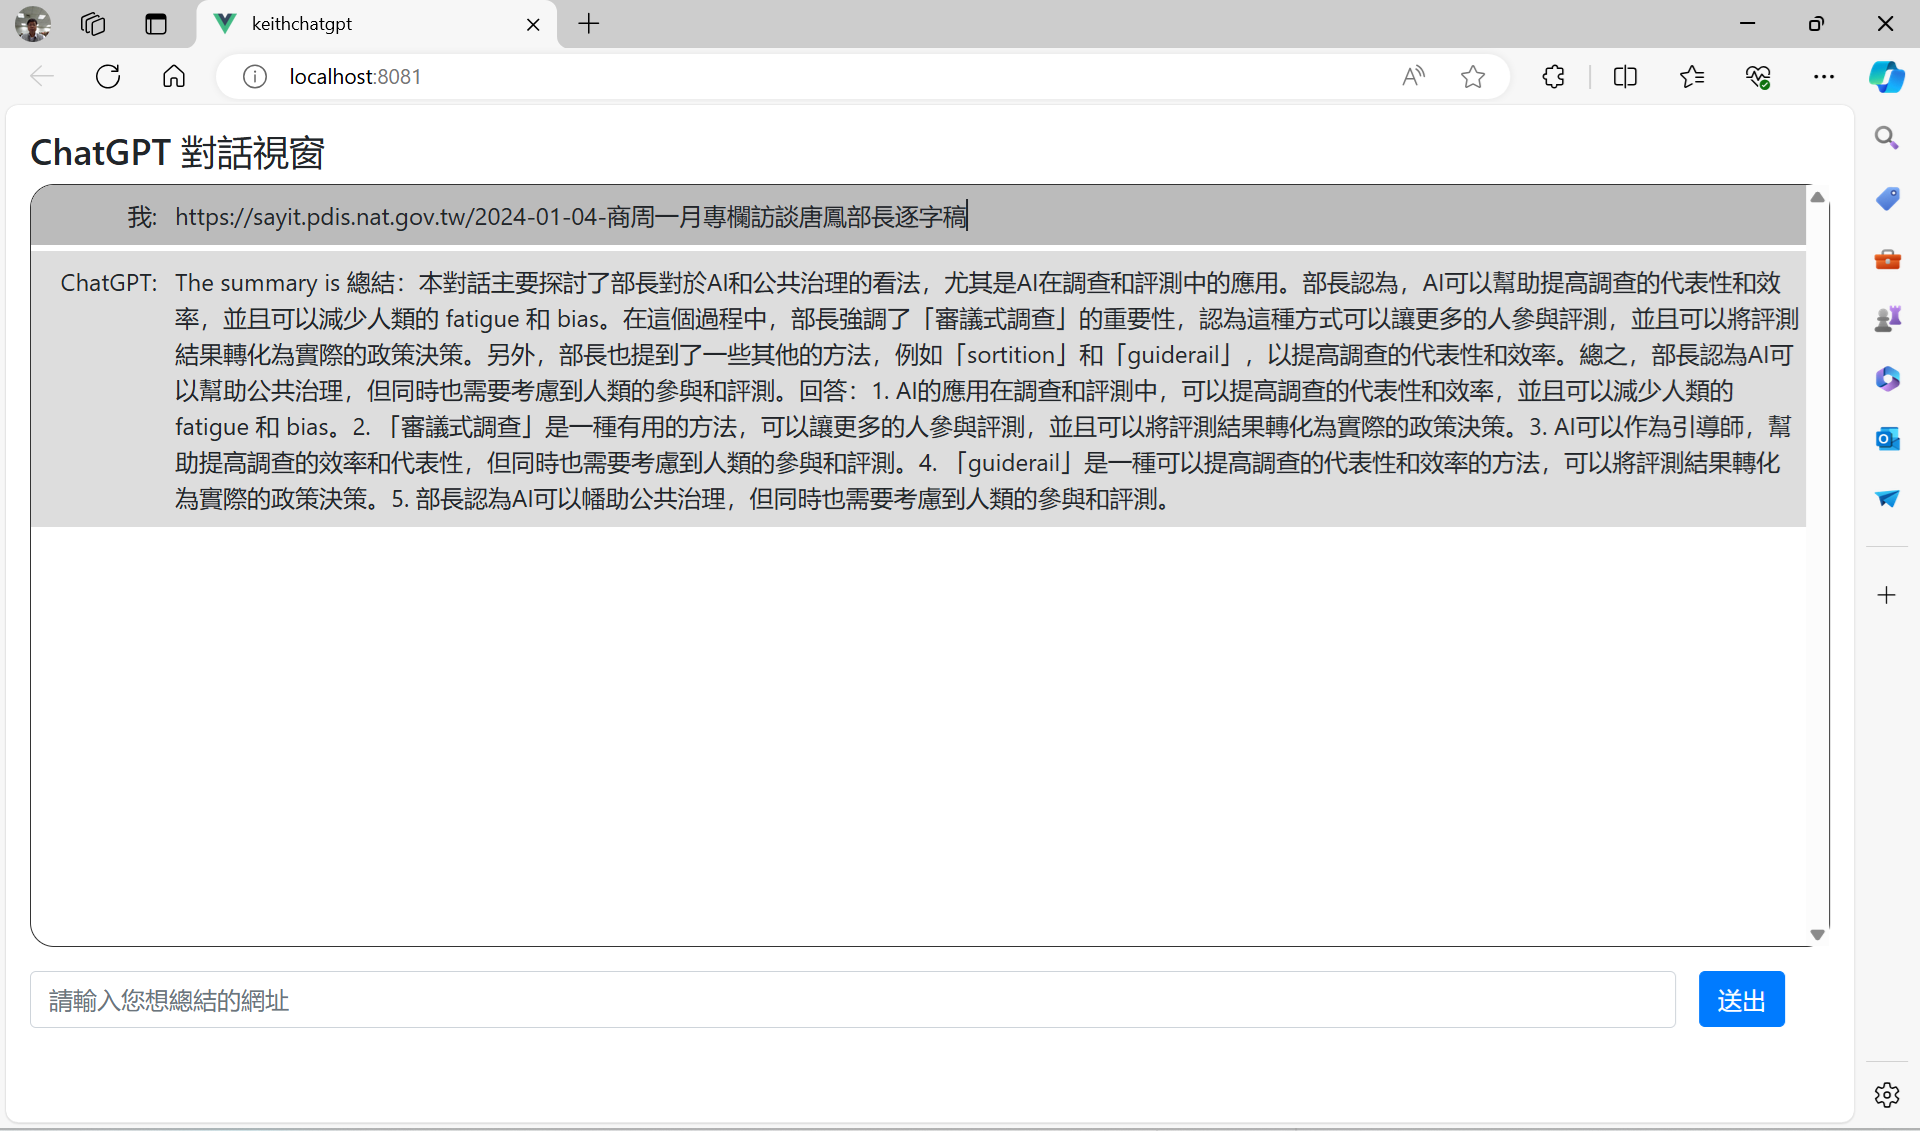 keithchatgpt
localhost:8081
ChatGPT 對話視窗
我: https://sayit.pdis.nat.gov.tw/2024-01-04-商周一月專欄訪談唐鳳部長逐字稿
ChatGPT: The summary is 總結：本對話主要探討了部長對於AI和公共治理的看法，尤其是AI在調查和評測中的應用。部長認為，AI可以幫助提高調查的代表性和效
率，並且可以減少人類的 fatigue 和 bias。在這個過程中，部長強調了「審議式調查」的重要性，認為這種方式可以讓更多的人參與評測，並且可以將評測
結果轉化為實際的政策決策。另外，部長也提到了一些其他的方法，例如「sortition」和「guiderail」，以提高調查的代表性和效率。總之，部長認為AI可
以幫助公共治理，但同時也需要考慮到人類的參與和評測。回答：1. AI的應用在調查和評測中，可以提高調查的代表性和效率，並且可以減少人類的
fatigue 和 bias。2. 「審議式調查」是一種有用的方法，可以讓更多的人參與評測，並且可以將評測結果轉化為實際的政策決策。3. AI可以作為引導師，幫
助提高調查的效率和代表性，但同時也需要考慮到人類的參與和評測。4. 「guiderail」是一種可以提高調查的代表性和效率的方法，可以將評測結果轉化
為實際的政策決策。5. 部長認為AI可以幡助公共治理，但同時也需要考慮到人類的參與和評測。
請輸入您想總結的網址
送出